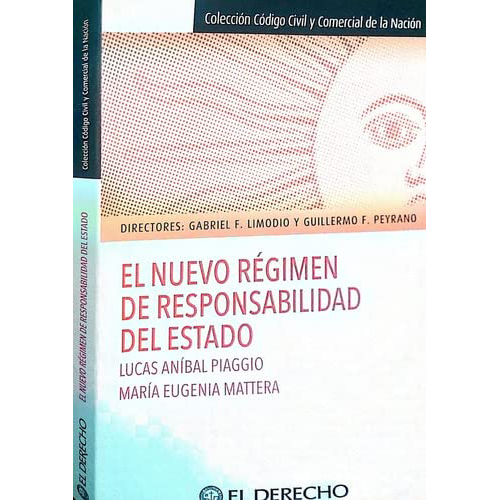 Colección Código Civil y Comercial de la Nación
DIRECTORES: GABRIEL F. LIMODIO Y GUILLERMO F. PEYRANO
EL NUEVO RÉGIMEN
DE RESPONSABILIDAD
DEL ESTADO
LUCAS ANÍBAL PIAGGIO
MARÍA EUGENIA MATTERA
EL DERECHO
Colección Código Civil y Comercial de la Nación
EL NUEVO RÉGIMEN DE RESPONSABILIDAD DEL ESTADO
EL DERECHO